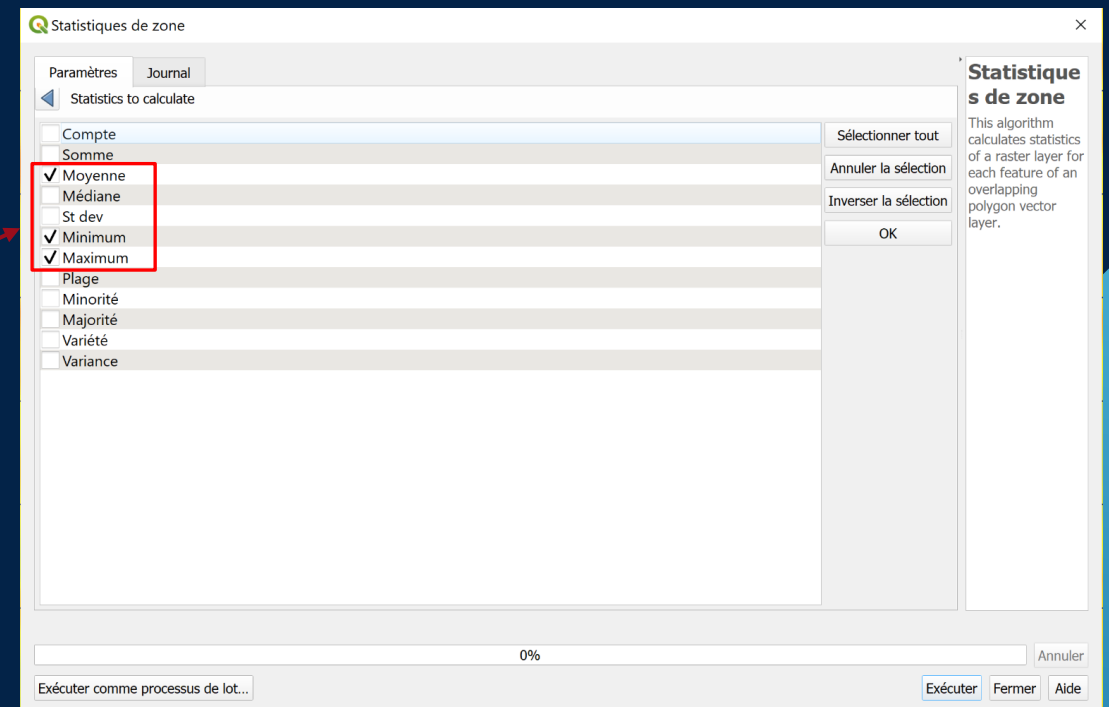 Statistiques de zone
Paramètres
Journal
Statistics to calculate
Compte
Somme
Moyenne
Médiane
St dev
Minimum
Maximum
Plage
Minorité
Majorité
Variété
Variance
Sélectionner tout
Annuler la sélection
Inverser la sélection
OK
Statistique
s de zone
This algorithm
calculates statistics
of a raster layer for
each feature of an
overlapping
polygon vector
layer.
0%
Annuler
Exécuter comme processus de lot...
Exécuter
Fermer
Aide